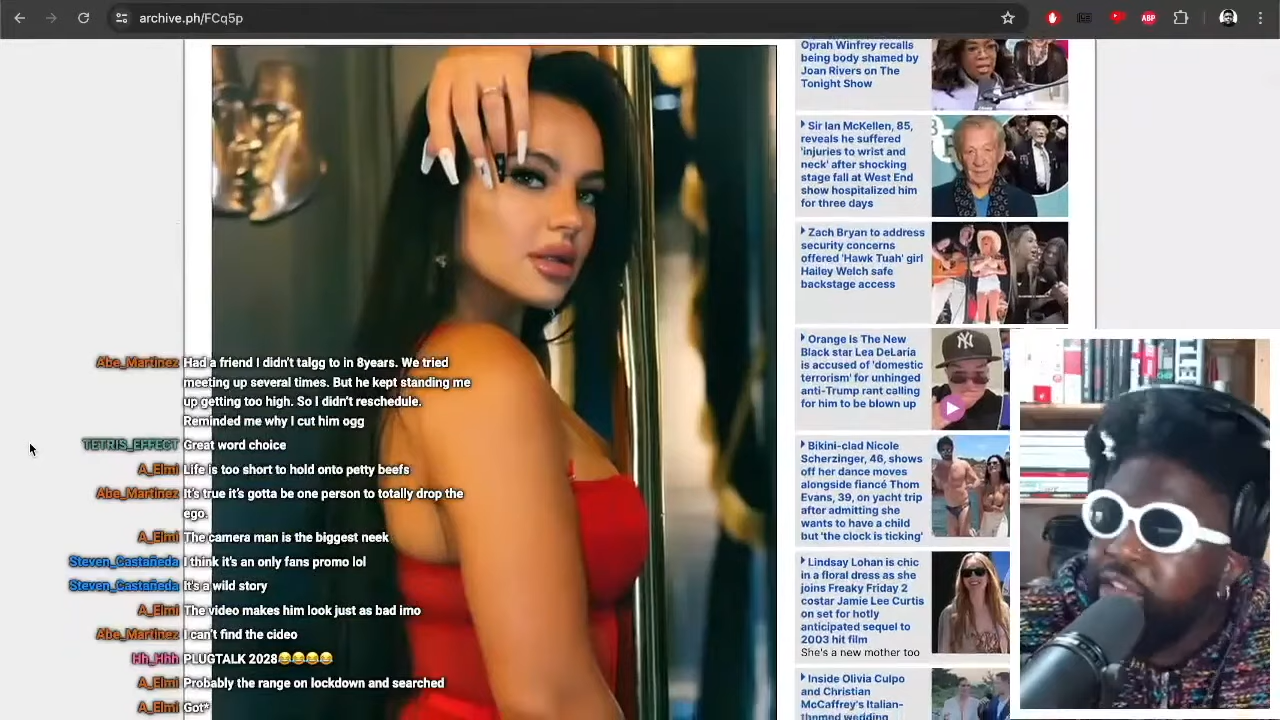 archive.ph/FCq5p
ABP
Oprah Winfrey recalls
being body shamed by
Joan Rivers on The
Tonight Show
Sir Ian McKellen, 85,
reveals he suffered
'injuries to wrist and
neck' after shocking
stage fall at West End
show hospitalized him
for three days
Zach Bryan to address
security concerns
offered 'Hawk Tuah' girl
Hailey Welch safe
backstage access
Orange Is The New
Black star Lea DeLaria
is accused of 'domestic
terrorism' for unhinged
anti-Trump rant calling
for him to be blown up
Bikini-clad Nicole
Scherzinger, 46, shows
off her dance moves
alongside fiancé Thom
Evans, 39, on yacht trip
after admitting she
wants to have a child
but 'the clock is ticking'
Lindsay Lohan is chic
in a floral dress as she
joins Freaky Friday 2
costar Jamie Lee Curtis
on set for hotly
anticipated sequel to
2003 hit film
She's a new mother too
Inside Olivia Culpo
and Christian
McCaffrey's Italian-
themed wedding
Abe_Martinez Had a friend I didn't talgg to in 8years. We tried
meeting up several times. But he kept standing me
up getting too high. So I didn't reschedule.
Reminded me why I cut him ogg
TETRIS_EFFECT Great word choice
A_Elmi Life is too short to hold onto petty beefs
Abe_Martinez It's true it's gotta be one person to totally drop the
ego.
A_Elmi The camera man is the biggest neek
Steven_Castañeda I think it's an only fans promo lol
Steven_Castañeda it's a wild story
A_Elmi The video makes him look just as bad imo
Abe_Martinez I can't find the cideo
Hh_Hhh PLUGTALK 2028😂😂😂😂
A_Elmi Probably the range on lockdown and searched
A_Elmi Got*